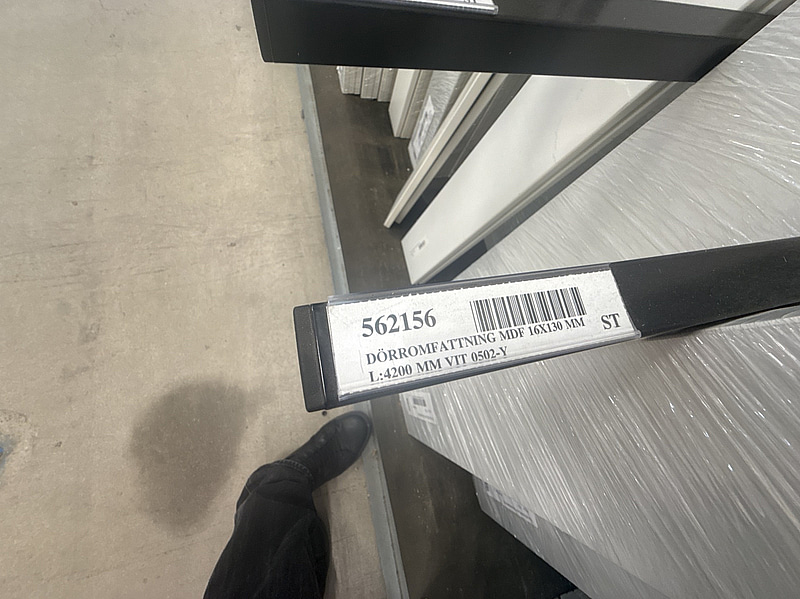 562156
DÖRROMFATTNING MDF 16X130 MM
ST
L:4200 MM VIT 0502-Y